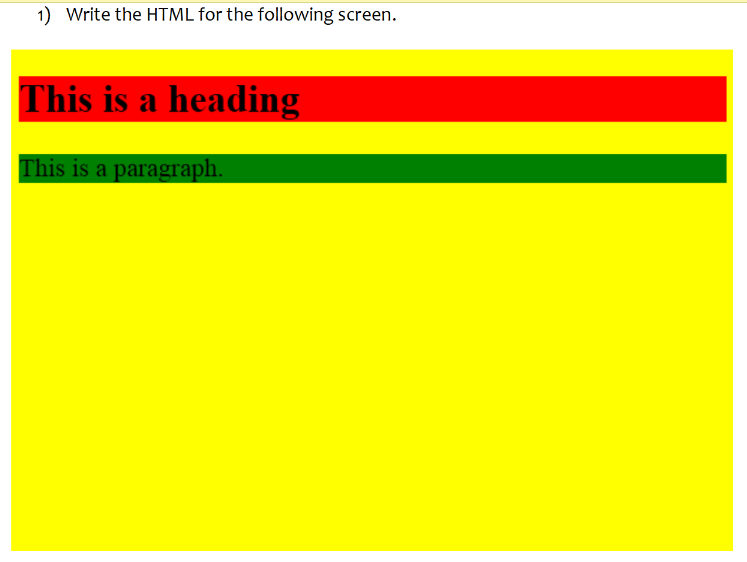 1) Write the HTML for the following screen.
This is a heading
This is a paragraph.